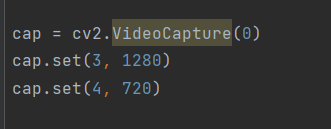 cap = cv2.VideoCapture(0)
cap.set(3, 1280)
cap.set(4, 720)